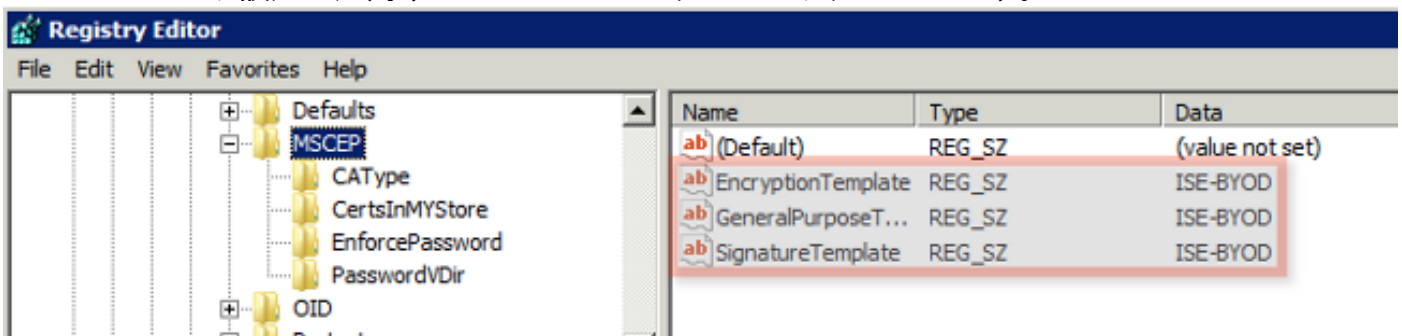 Registry Editor
File Edit View Favorites Help
Defaults
MSCEP
CAType
CertsInMYStore
EnforcePassword
PasswordVDir
OID
Name Type Data
(Default) REG_SZ (value not set)
EncryptionTemplate REG_SZ ISE-BYOD
GeneralPurposeT... REG_SZ ISE-BYOD
SignatureTemplate REG_SZ ISE-BYOD